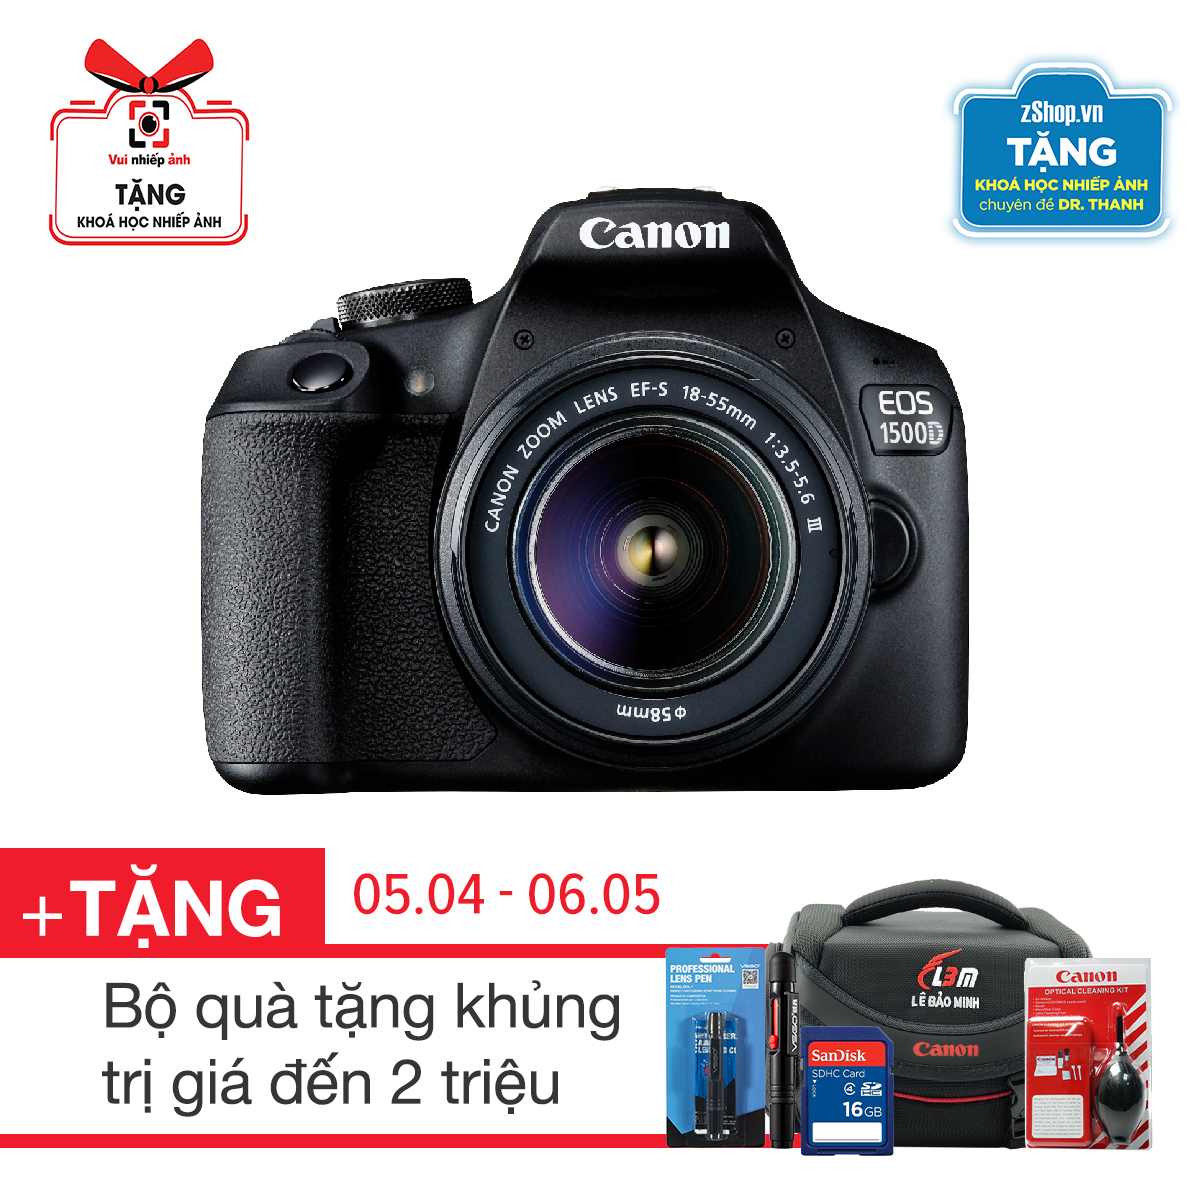 Vui nhiếp ảnh
TẶNG
KHOÁ HỌC NHIẾP ẢNH
zShop.vn
TẶNG
KHOÁ HỌC NHIẾP ẢNH
chuyên đề DR. THANH
Canon
EOS
1500D
CANON ZOOM LENS EF-S 18-55mm 1:3.5-5.6 III
φ58mm
+TẶNG
05.04 - 06.05
Bộ quà tặng khủng
trị giá đến 2 triệu
PROFESSIONAL
LENS PEN
VSGO
SanDisk
SDHC Card
4
16GB
LBM
LÊ BẢO MINH
Canon
Canon
OPTICAL CLEANING KIT